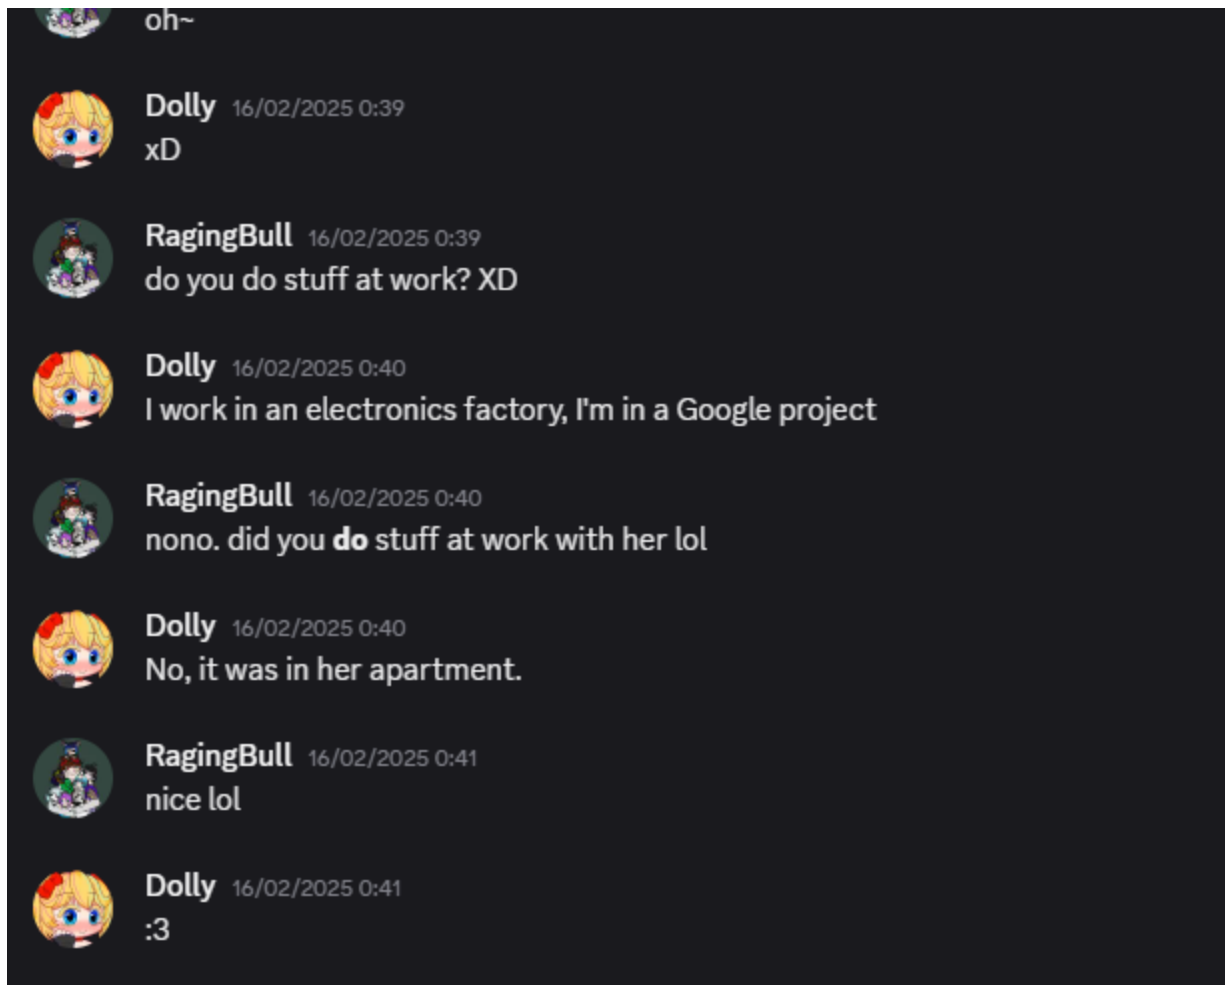 oh~
Dolly 16/02/2025 0:39
xD
RagingBull 16/02/2025 0:39
do you do stuff at work? XD
Dolly 16/02/2025 0:40
I work in an electronics factory, I'm in a Google project
RagingBull 16/02/2025 0:40
nono. did you do stuff at work with her lol
Dolly 16/02/2025 0:40
No, it was in her apartment.
RagingBull 16/02/2025 0:41
nice lol
Dolly 16/02/2025 0:41
:3